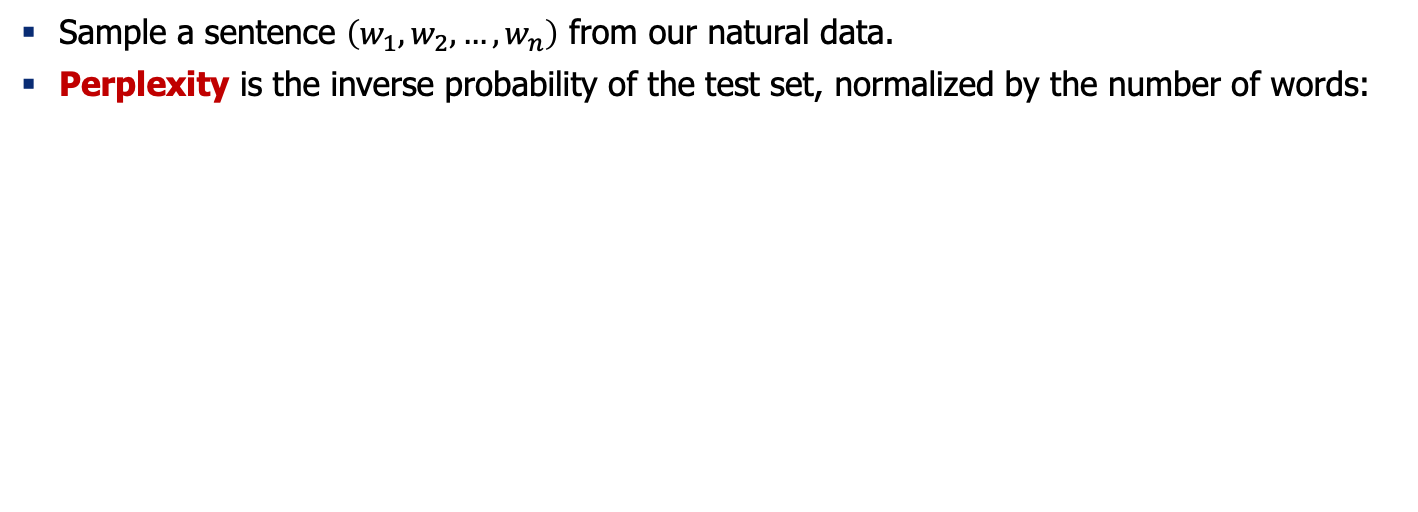 ▪ Sample a sentence (w₁, w₂, … , wₙ) from our natural data.
▪ Perplexity is the inverse probability of the test set, normalized by the number of words: